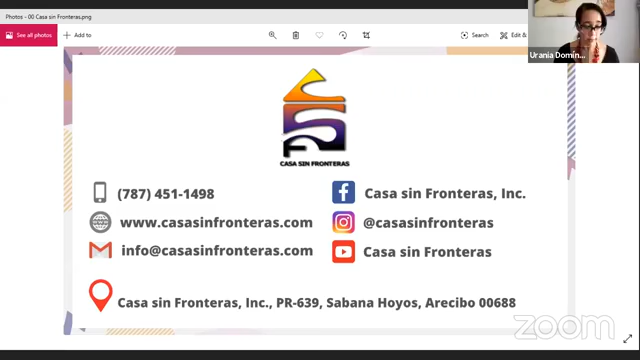 Photos - 00 Casa sin Fronteras.png
See all photos
Add to
Search
Edit &
Urania Domín...
CASA SIN FRONTERAS
(787) 451-1498
www.casasinfronteras.com
info@casasinfronteras.com
Casa sin Fronteras, Inc.
@casasinfronteras
Casa sin Fronteras
Casa sin Fronteras, Inc., PR-639, Sabana Hoyos, Arecibo 00688
zoom